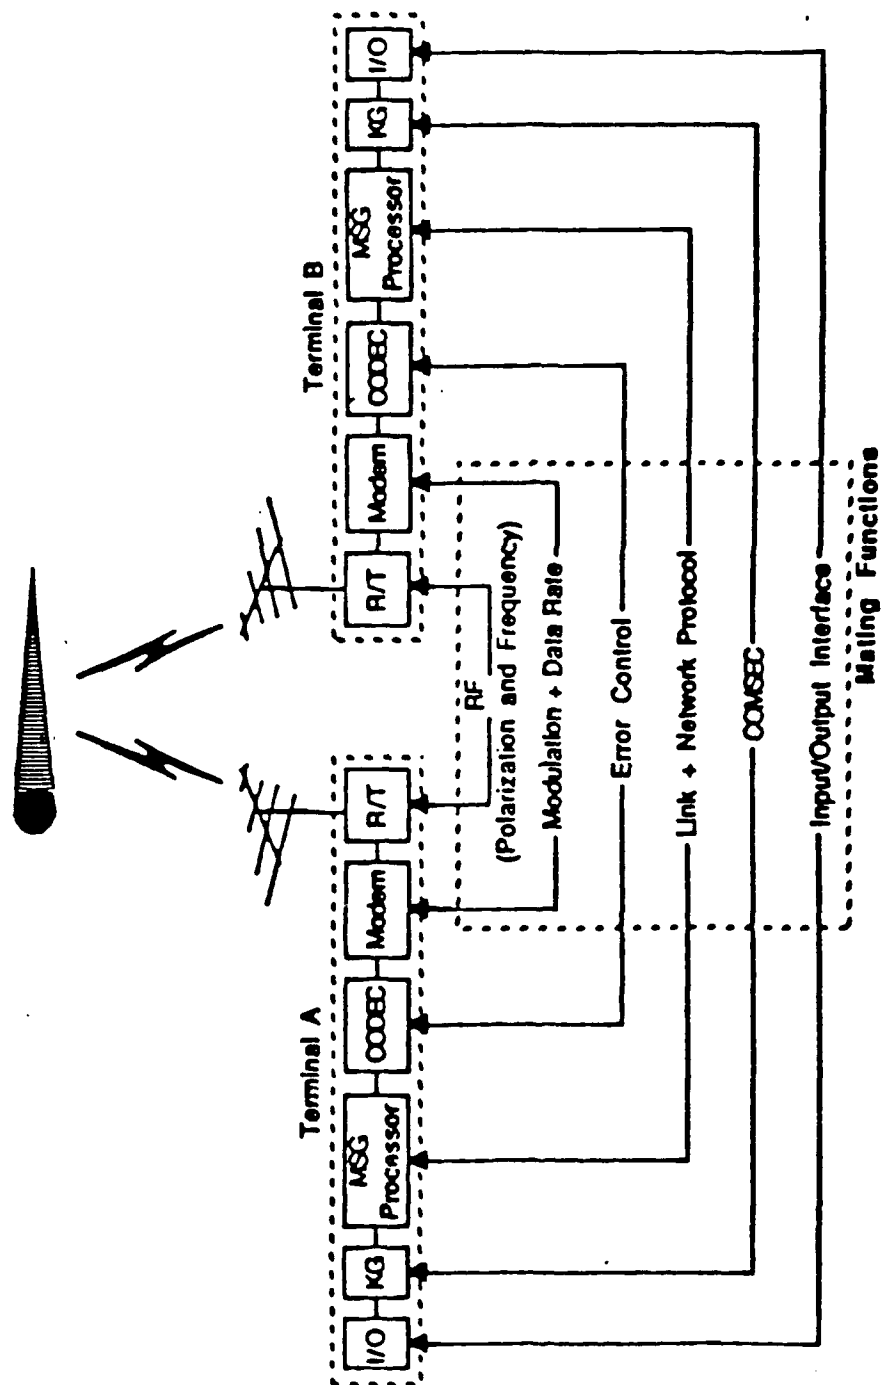 Terminal A
Terminal B
I/O
KG
MSG
Processor
CODEC
Modem
R/T
R/T
Modem
CODEC
MSG
Processor
KG
I/O
RF
(Polarization and Frequency)
Modulation + Data Rate
Error Control
Link + Network Protocol
COMSEC
Input/Output Interface
Mating Functions